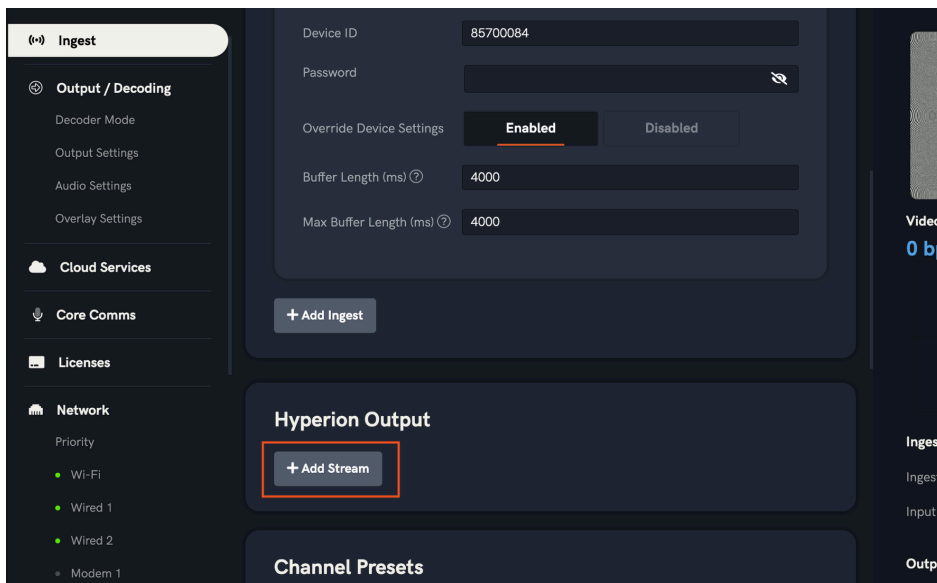 Ingest
Output / Decoding
Decoder Mode
Output Settings
Audio Settings
Overlay Settings
Cloud Services
Core Comms
Licenses
Network
Priority
Wi-Fi
Wired 1
Wired 2
Modem 1
Device ID 85700084
Password
Override Device Settings Enabled Disabled
Buffer Length (ms) ? 4000
Max Buffer Length (ms) ? 4000
+ Add Ingest
Hyperion Output
+ Add Stream
Channel Presets
0
Input